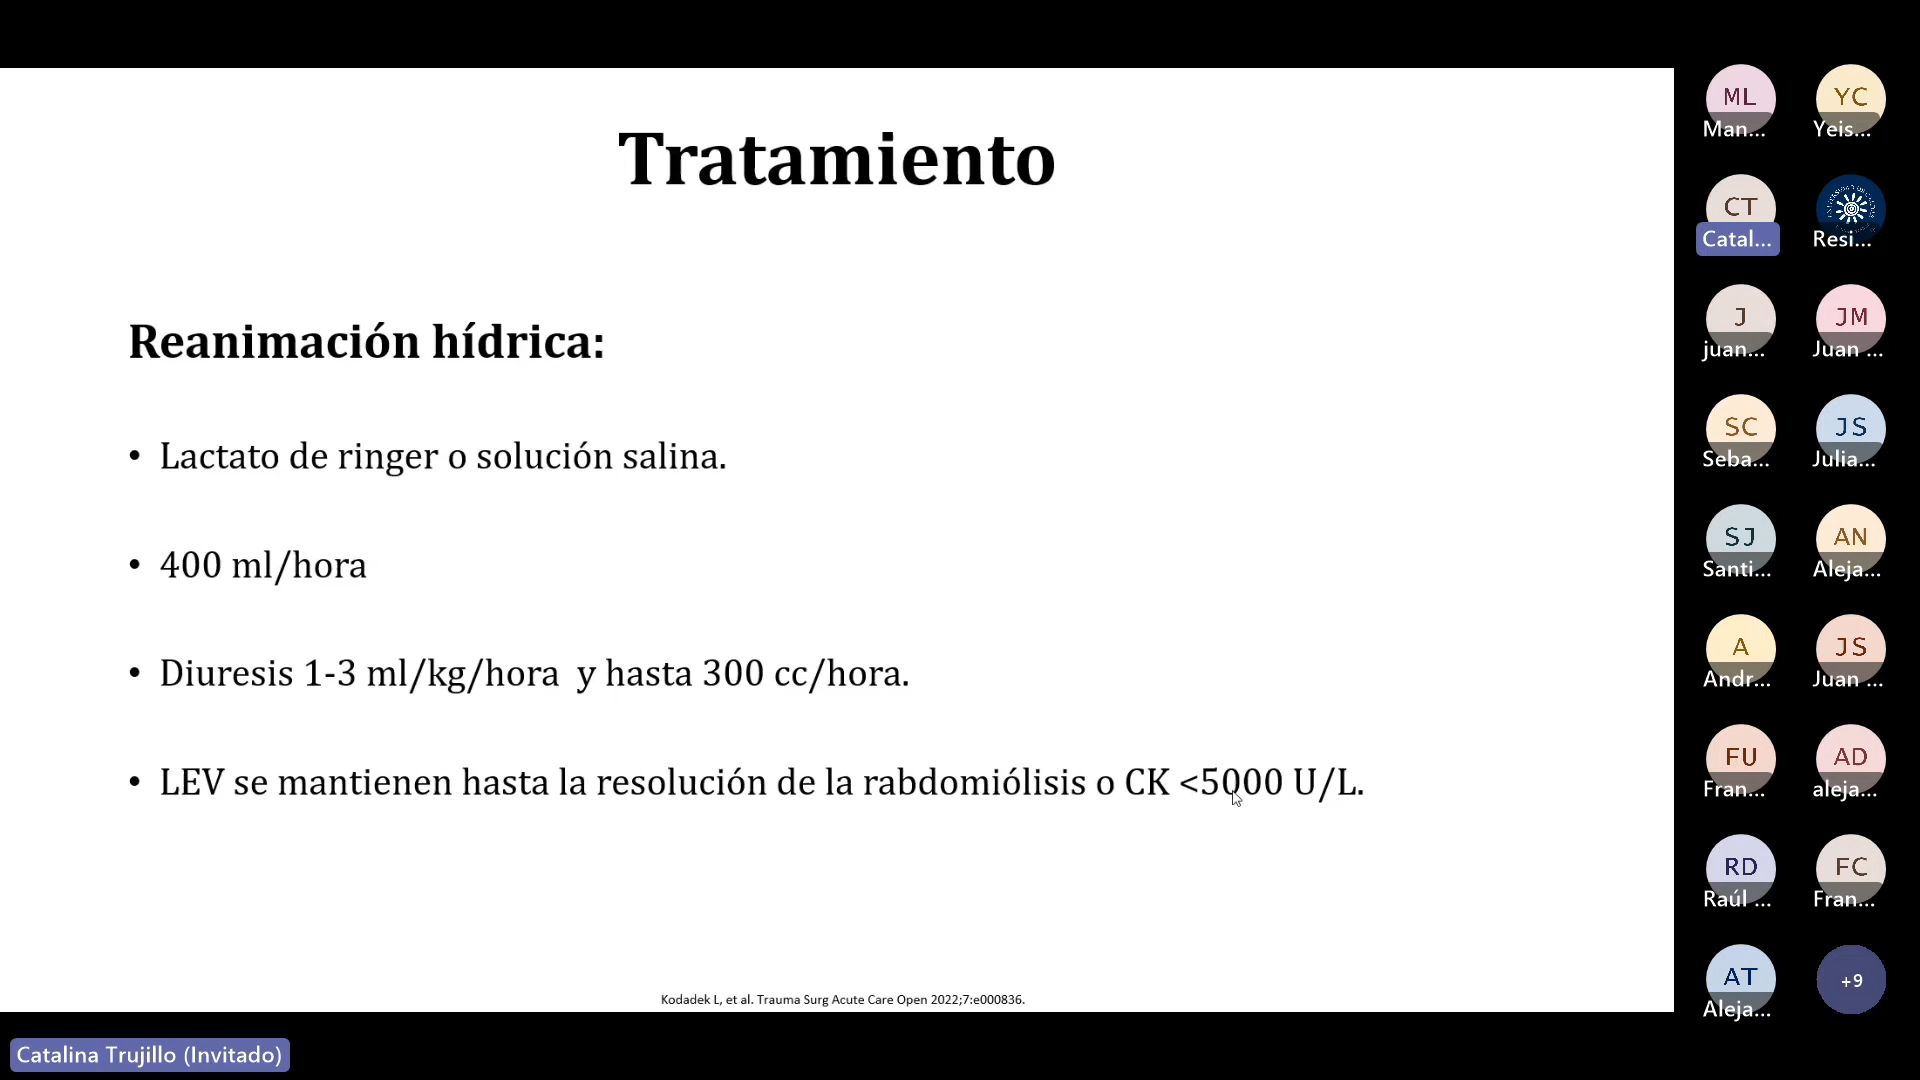 Tratamiento
Reanimación hídrica:
• Lactato de ringer o solución salina.
• 400 ml/hora
• Diuresis 1-3 ml/kg/hora y hasta 300 cc/hora.
• LEV se mantienen hasta la resolución de la rabdomiólisis o CK <5000 U/L.
Kodadek L, et al. Trauma Surg Acute Care Open 2022;7:e000836.
Catalina Trujillo (Invitado)
ML
Man...
YC
Yeis...
CT
Catal...
Resi...
J
juan...
JM
Juan ...
SC
Seba...
JS
Julia...
SJ
Santi...
AN
Aleja...
A
Andr...
JS
Juan ...
FU
Fran...
AD
aleja...
RD
Raúl ...
FC
Fran...
AT
Aleja...
+9